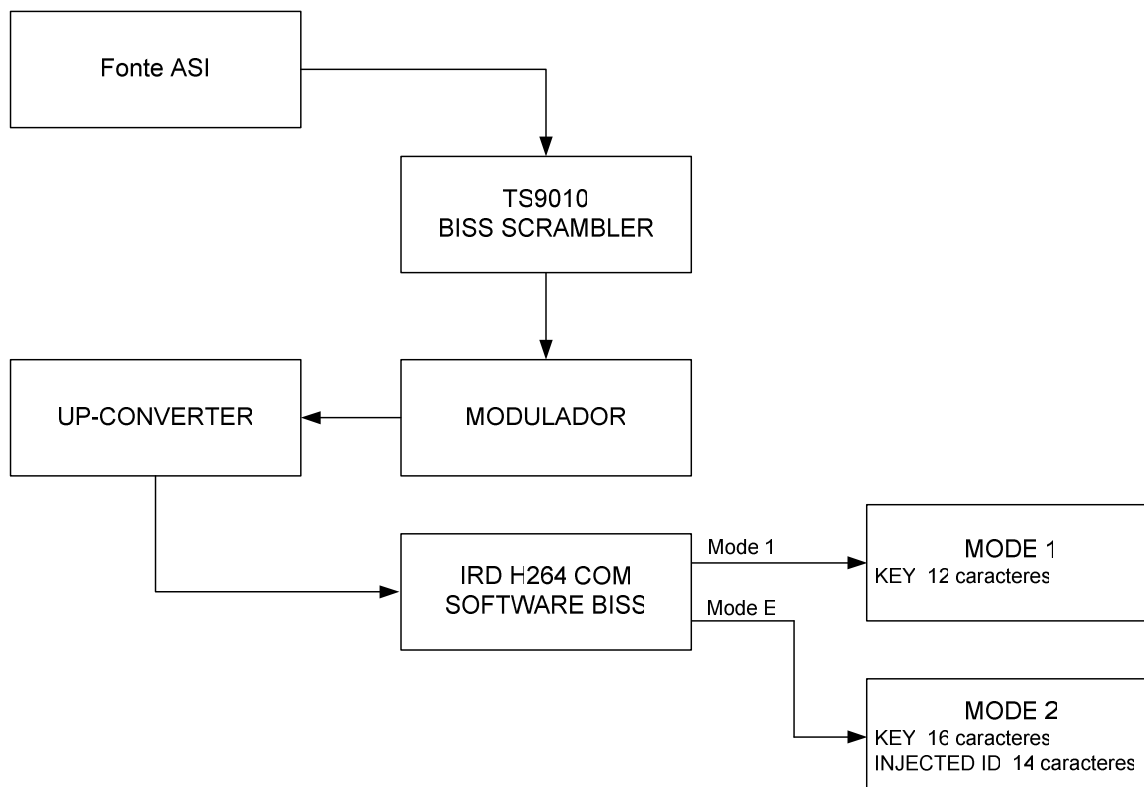 Fonte ASI
TS9010
BISS SCRAMBLER
UP-CONVERTER
MODULADOR
IRD H264 COM
SOFTWARE BISS
Mode 1
Mode E
MODE 1
KEY 12 caracteres
MODE 2
KEY 16 caracteres
INJECTED ID 14 caracteres